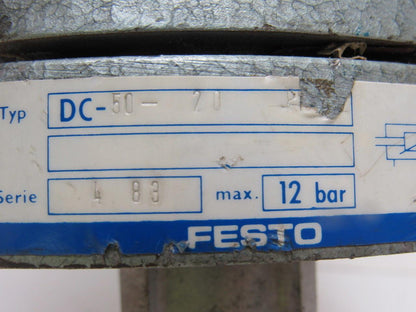 Typ DC-50- 20
Serie 4 83 max. 12 bar
FESTO